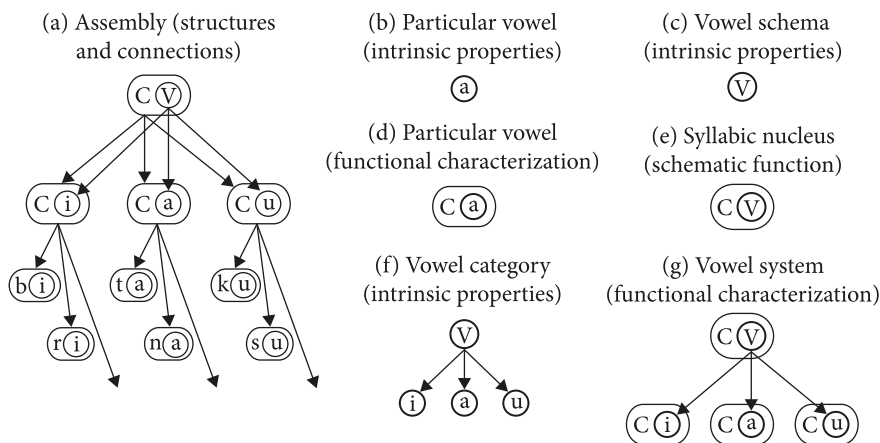 (a) Assembly (structures
and connections)
C V
C i
C a
C u
b i
t a
k u
r i
n a
s u
(b) Particular vowel
(intrinsic properties)
a
(c) Vowel schema
(intrinsic properties)
V
(d) Particular vowel
(functional characterization)
C a
(e) Syllabic nucleus
(schematic function)
C V
(f) Vowel category
(intrinsic properties)
V
i a u
(g) Vowel system
(functional characterization)
C V
C i
C a
C u